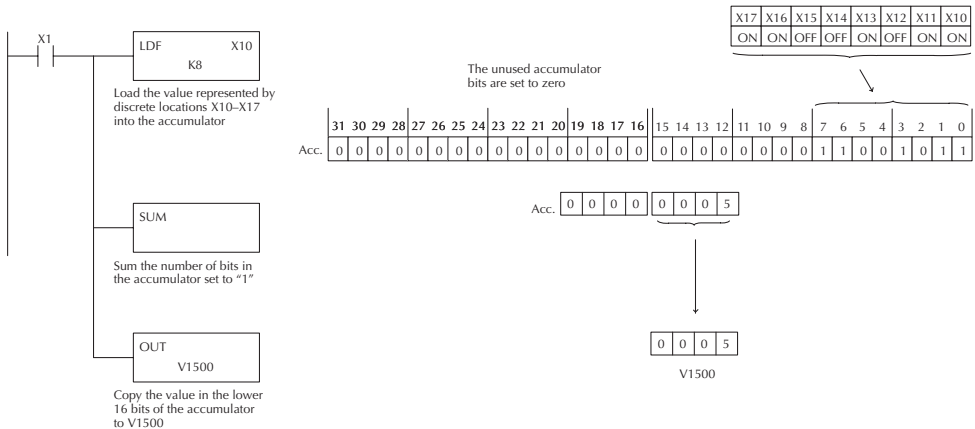 X1
LDF X10
K8
Load the value represented by
discrete locations X10–X17
into the accumulator
SUM
Sum the number of bits in
the accumulator set to “1”
OUT
V1500
Copy the value in the lower
16 bits of the accumulator
to V1500
X17 X16 X15 X14 X13 X12 X11 X10
ON ON OFF OFF ON OFF ON ON
The unused accumulator
bits are set to zero
31 30 29 28 27 26 25 24 23 22 21 20 19 18 17 16 15 14 13 12 11 10 9 8 7 6 5 4 3 2 1 0
Acc. 0 0 0 0 0 0 0 0 0 0 0 0 0 0 0 0 0 0 0 0 0 0 0 0 1 1 0 0 1 0 1 1
Acc. 0 0 0 0 0 0 0 5
0 0 0 5
V1500